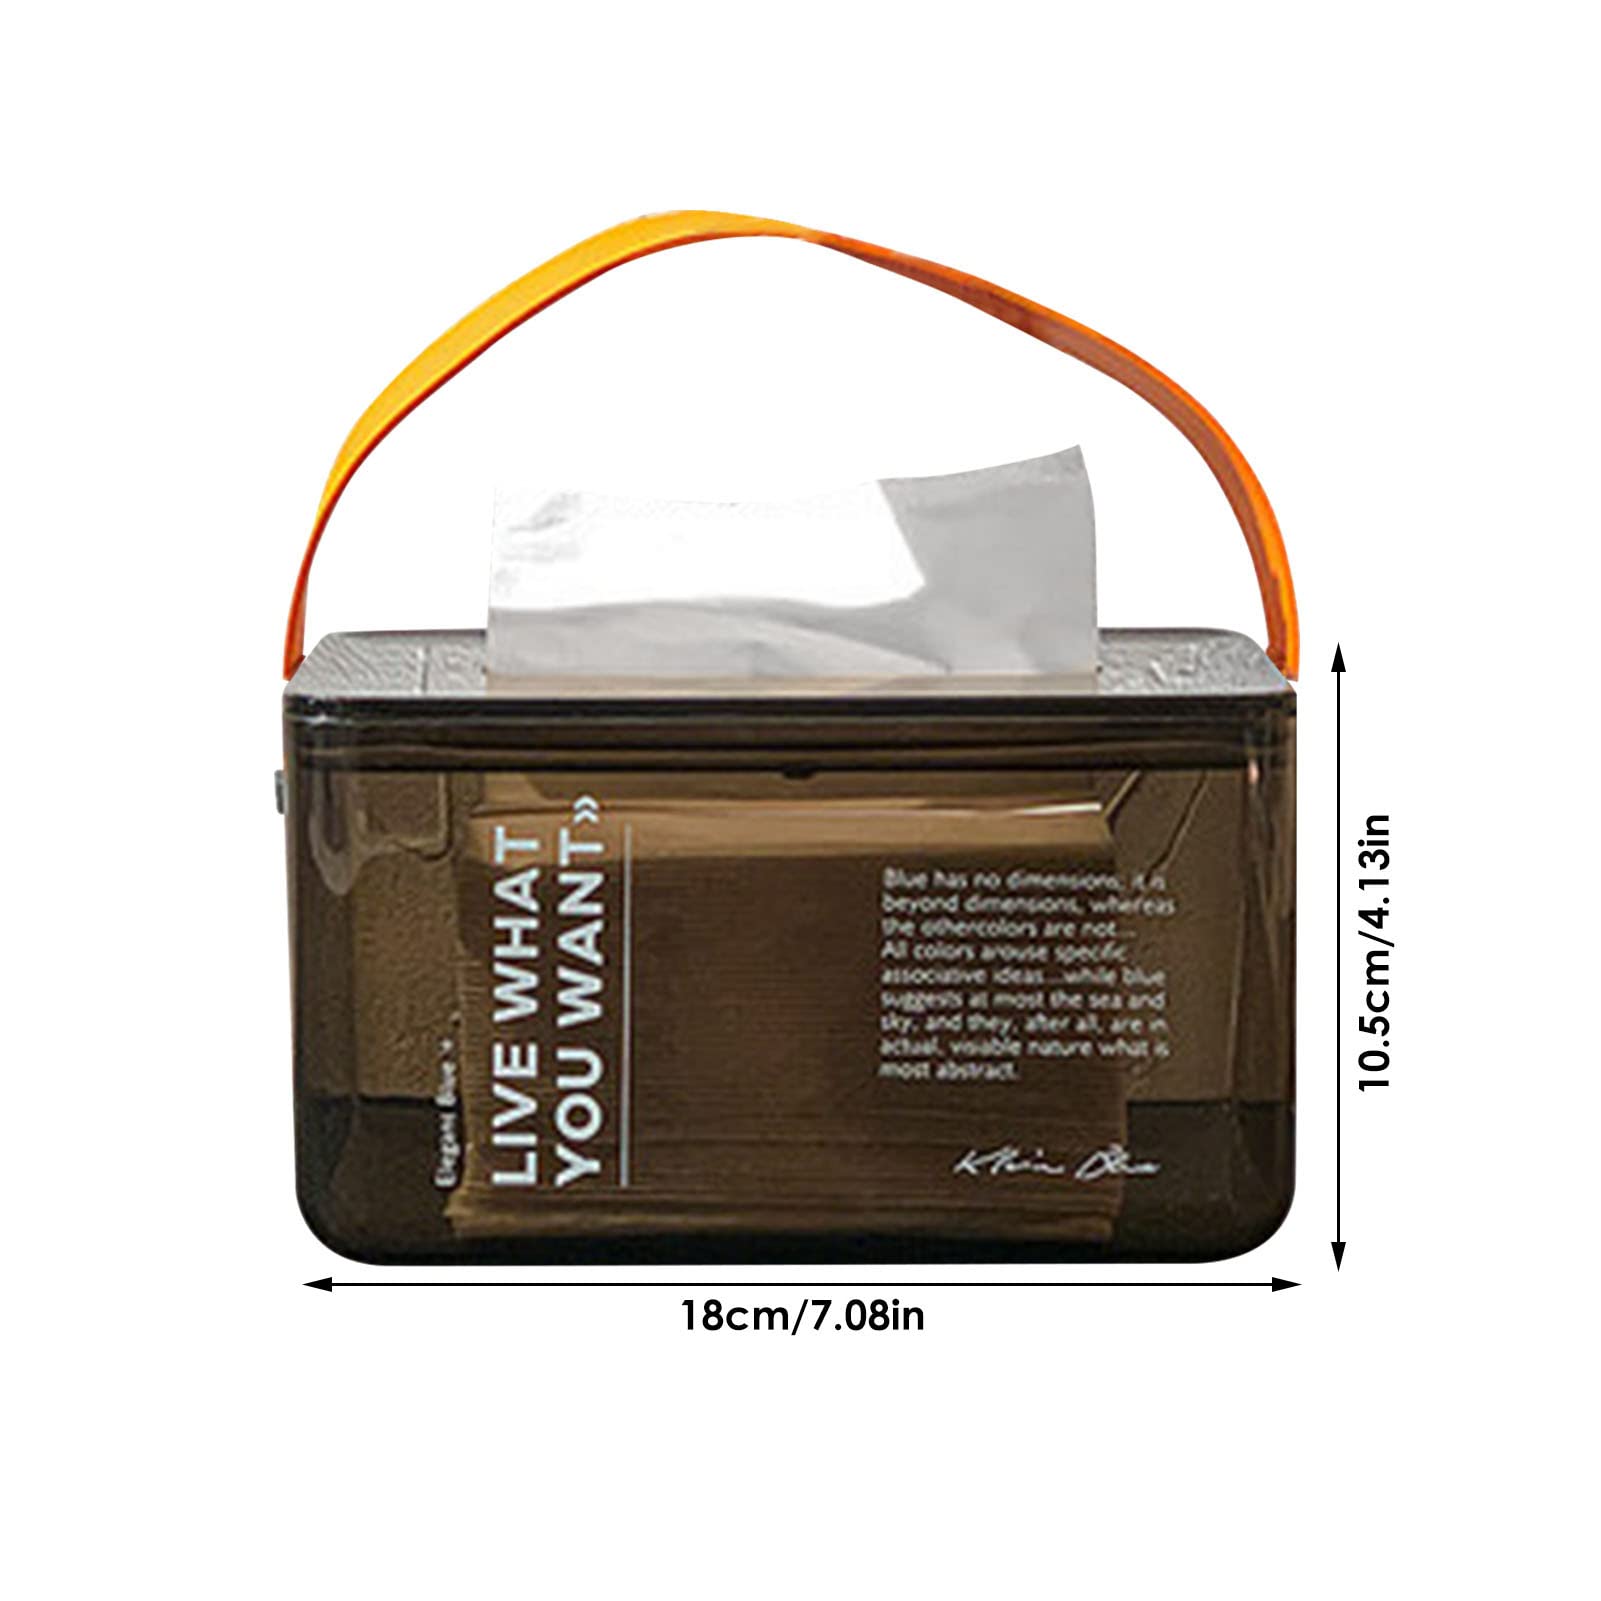 Elegant Blue
LIVE WHAT
YOU WANT»
Blue has no dimensions, it is
beyond dimensions, whereas
the othercolors are not...
All colors arouse specific
associative ideas...while blue
suggests at most the sea and
sky, and they, after all, are in
actual, visiable nature what is
most abstract.
Klein Blue
10.5cm/4.13in
18cm/7.08in